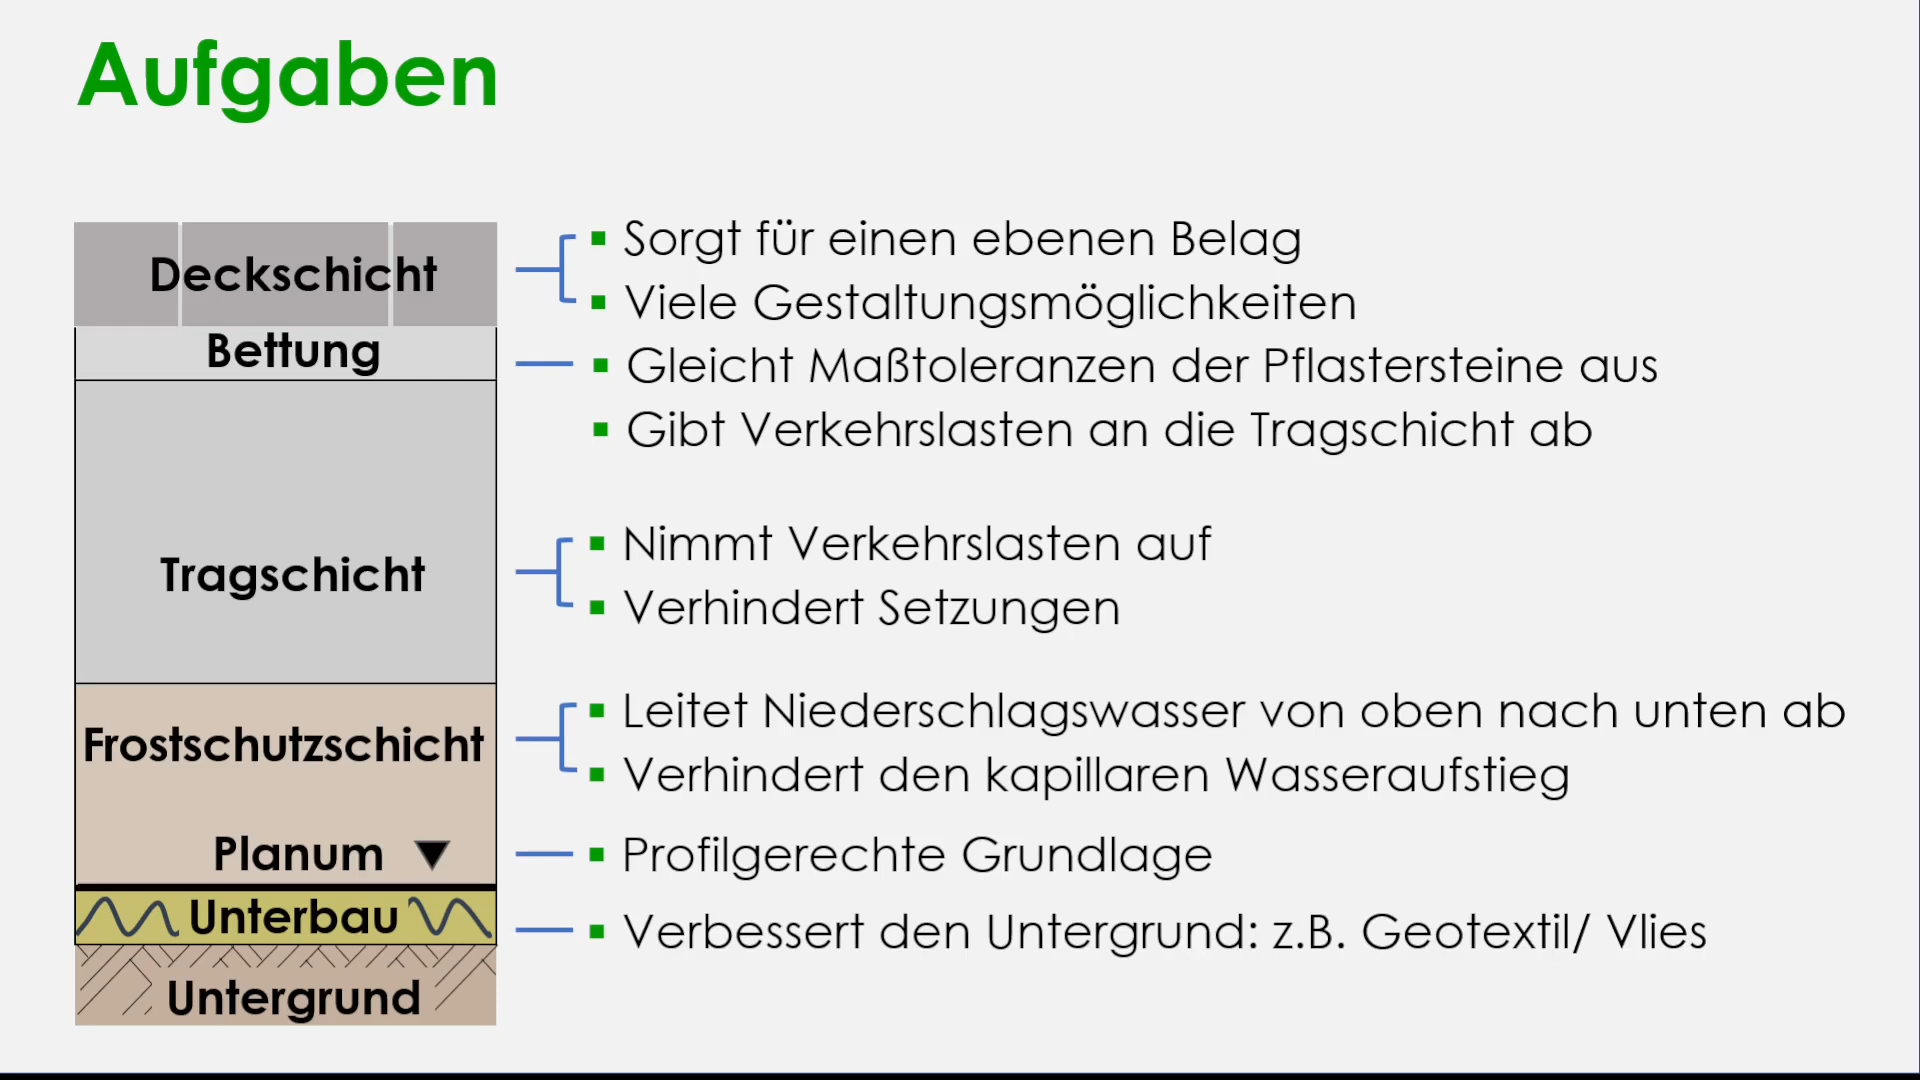 Aufgaben
Deckschicht
Sorgt für einen ebenen Belag
Viele Gestaltungsmöglichkeiten
Bettung
Gleicht Maßtoleranzen der Pflastersteine aus
Gibt Verkehrslasten an die Tragschicht ab
Tragschicht
Nimmt Verkehrslasten auf
Verhindert Setzungen
Frostschutzschicht
Leitet Niederschlagswasser von oben nach unten ab
Verhindert den kapillaren Wasseraufstieg
Planum
Profilgerechte Grundlage
Unterbau
Verbessert den Untergrund: z.B. Geotextil/ Vlies
Untergrund